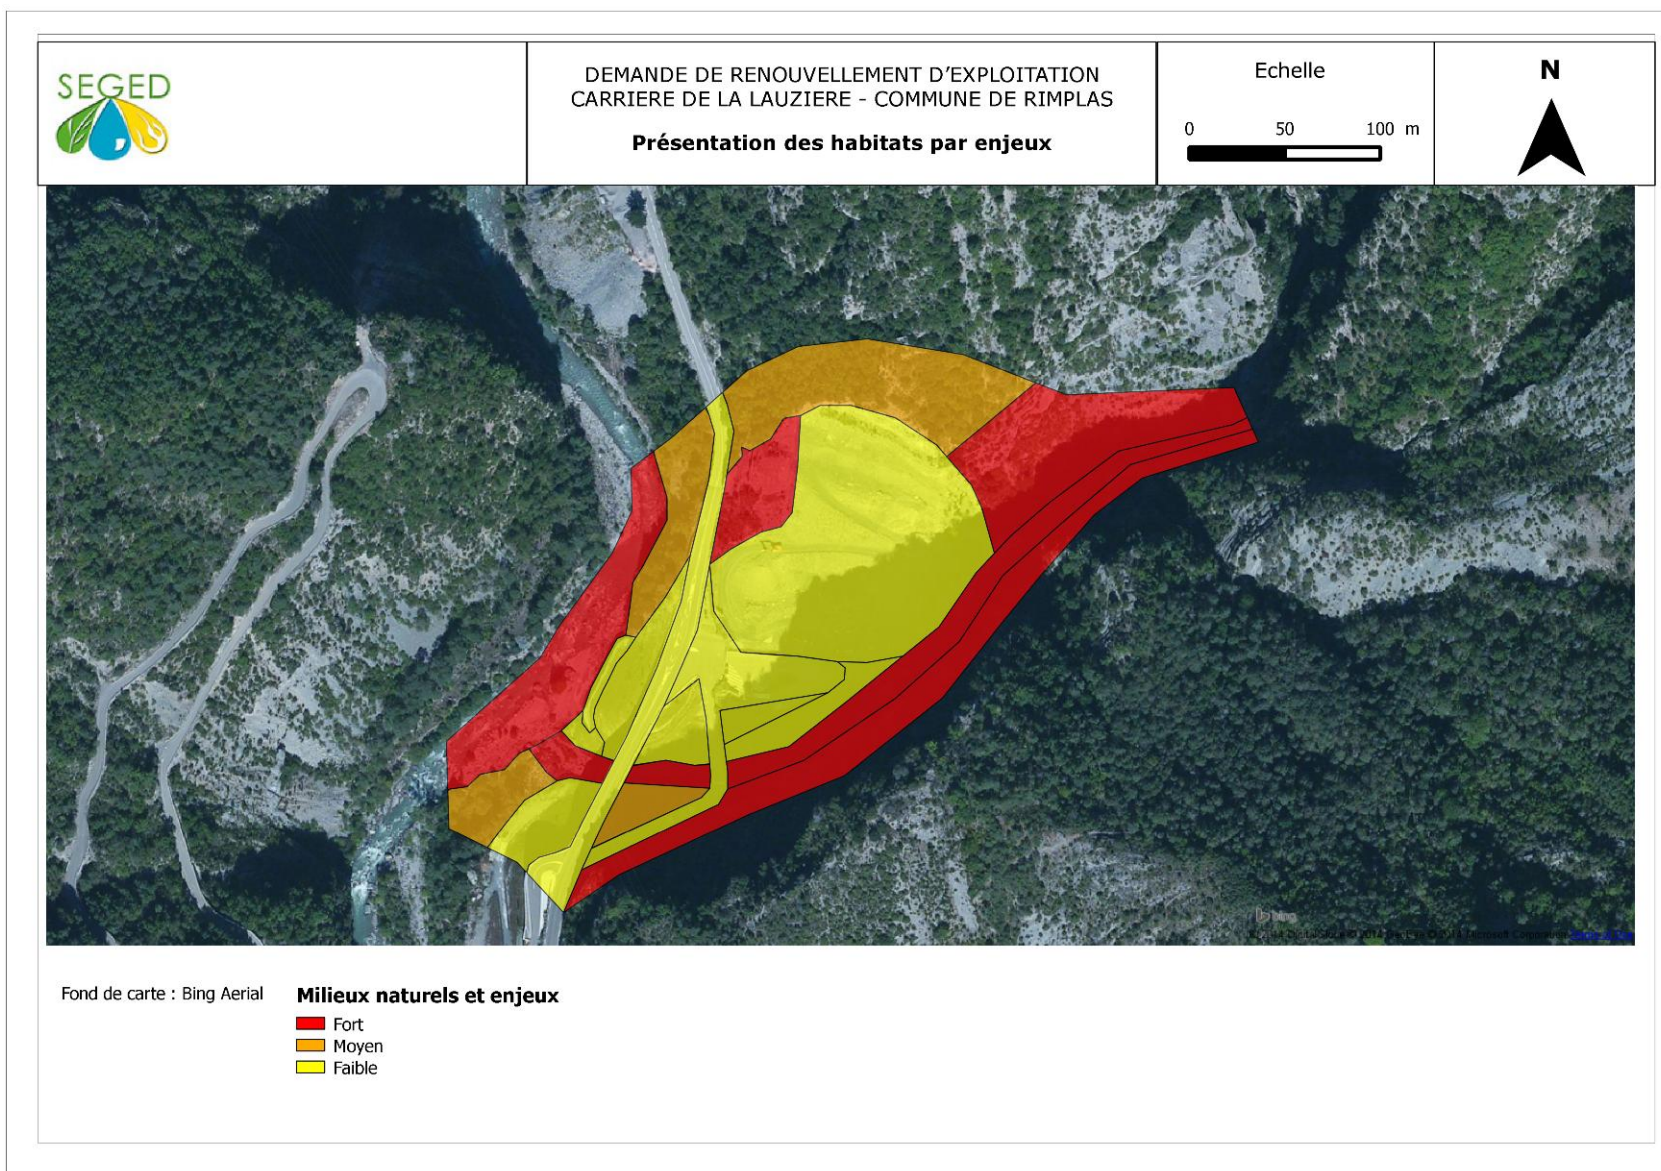 SEGED
DEMANDE DE RENOUVELLEMENT D'EXPLOITATION
CARRIERE DE LA LAUZIERE - COMMUNE DE RIMPLAS
Présentation des habitats par enjeux
Echelle
0 50 100 m
N
bing
Fond de carte : Bing Aerial
Milieux naturels et enjeux
Fort
Moyen
Faible